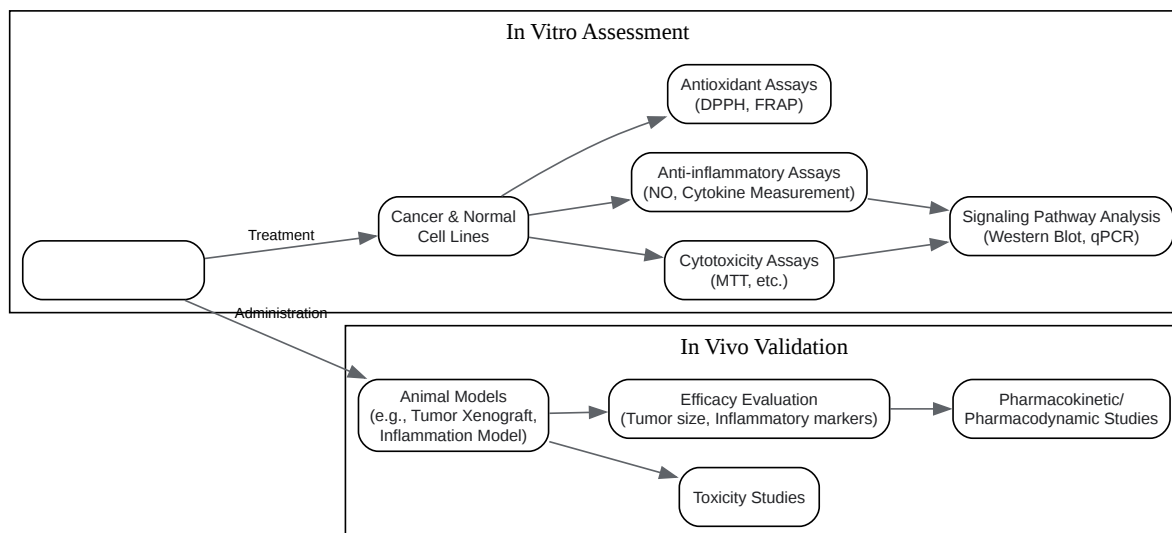 In Vitro Assessment
Antioxidant Assays
(DPPH, FRAP)
Anti-inflammatory Assays
(NO, Cytokine Measurement)
Cancer & Normal
Cell Lines
Signaling Pathway Analysis
(Western Blot, qPCR)
Treatment
Cytotoxicity Assays
(MTT, etc.)
Administration
In Vivo Validation
Animal Models
(e.g., Tumor Xenograft,
Inflammation Model)
Efficacy Evaluation
(Tumor size, Inflammatory markers)
Pharmacokinetic/
Pharmacodynamic Studies
Toxicity Studies